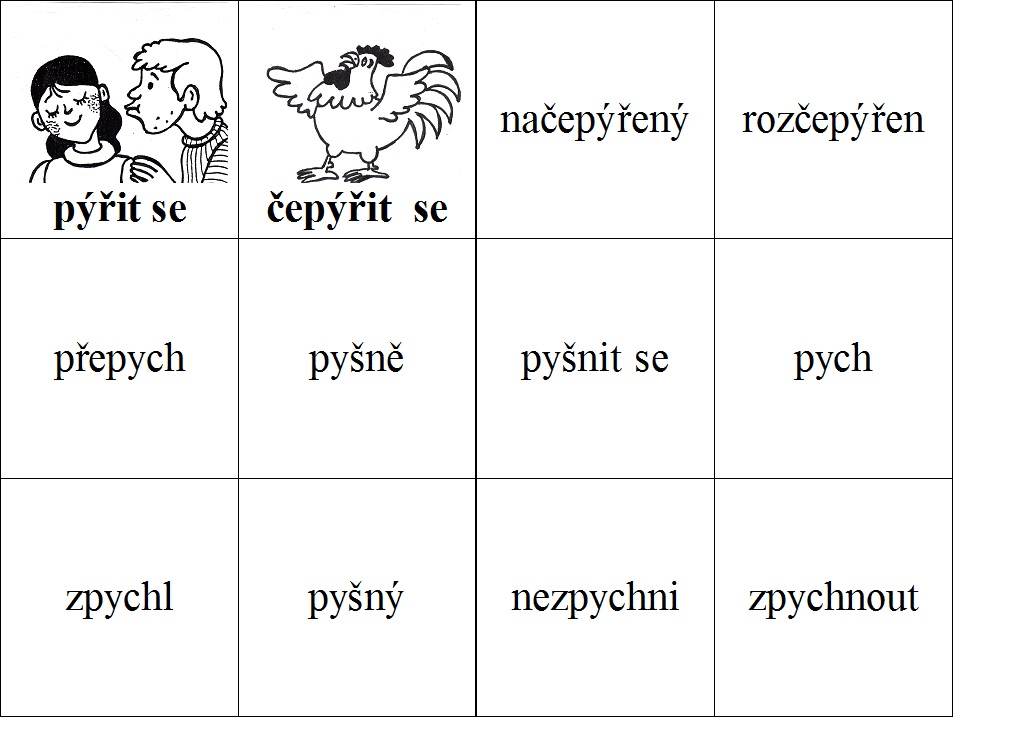 pýřit se
čepýřit se
načepýřený
rozčepýřen
přepych
pyšně
pyšnit se
pych
zpychl
pyšný
nezpychni
zpychnout